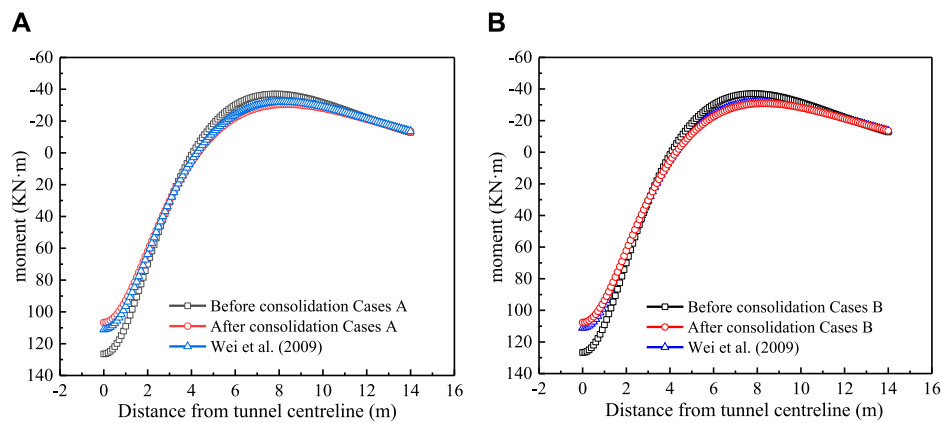 A
-60
-40
-20
0
20
40
60
80
100
120
140
moment (KN·m)
Before consolidation Cases A
After consolidation Cases A
Wei et al. (2009)
-2 0 2 4 6 8 10 12 14 16
Distance from tunnel centreline (m)
B
-60
-40
-20
0
20
40
60
80
100
120
140
moment (KN·m)
Before consolidation Cases B
After consolidation Cases B
Wei et al. (2009)
-2 0 2 4 6 8 10 12 14 16
Distance from tunnel centreline (m)